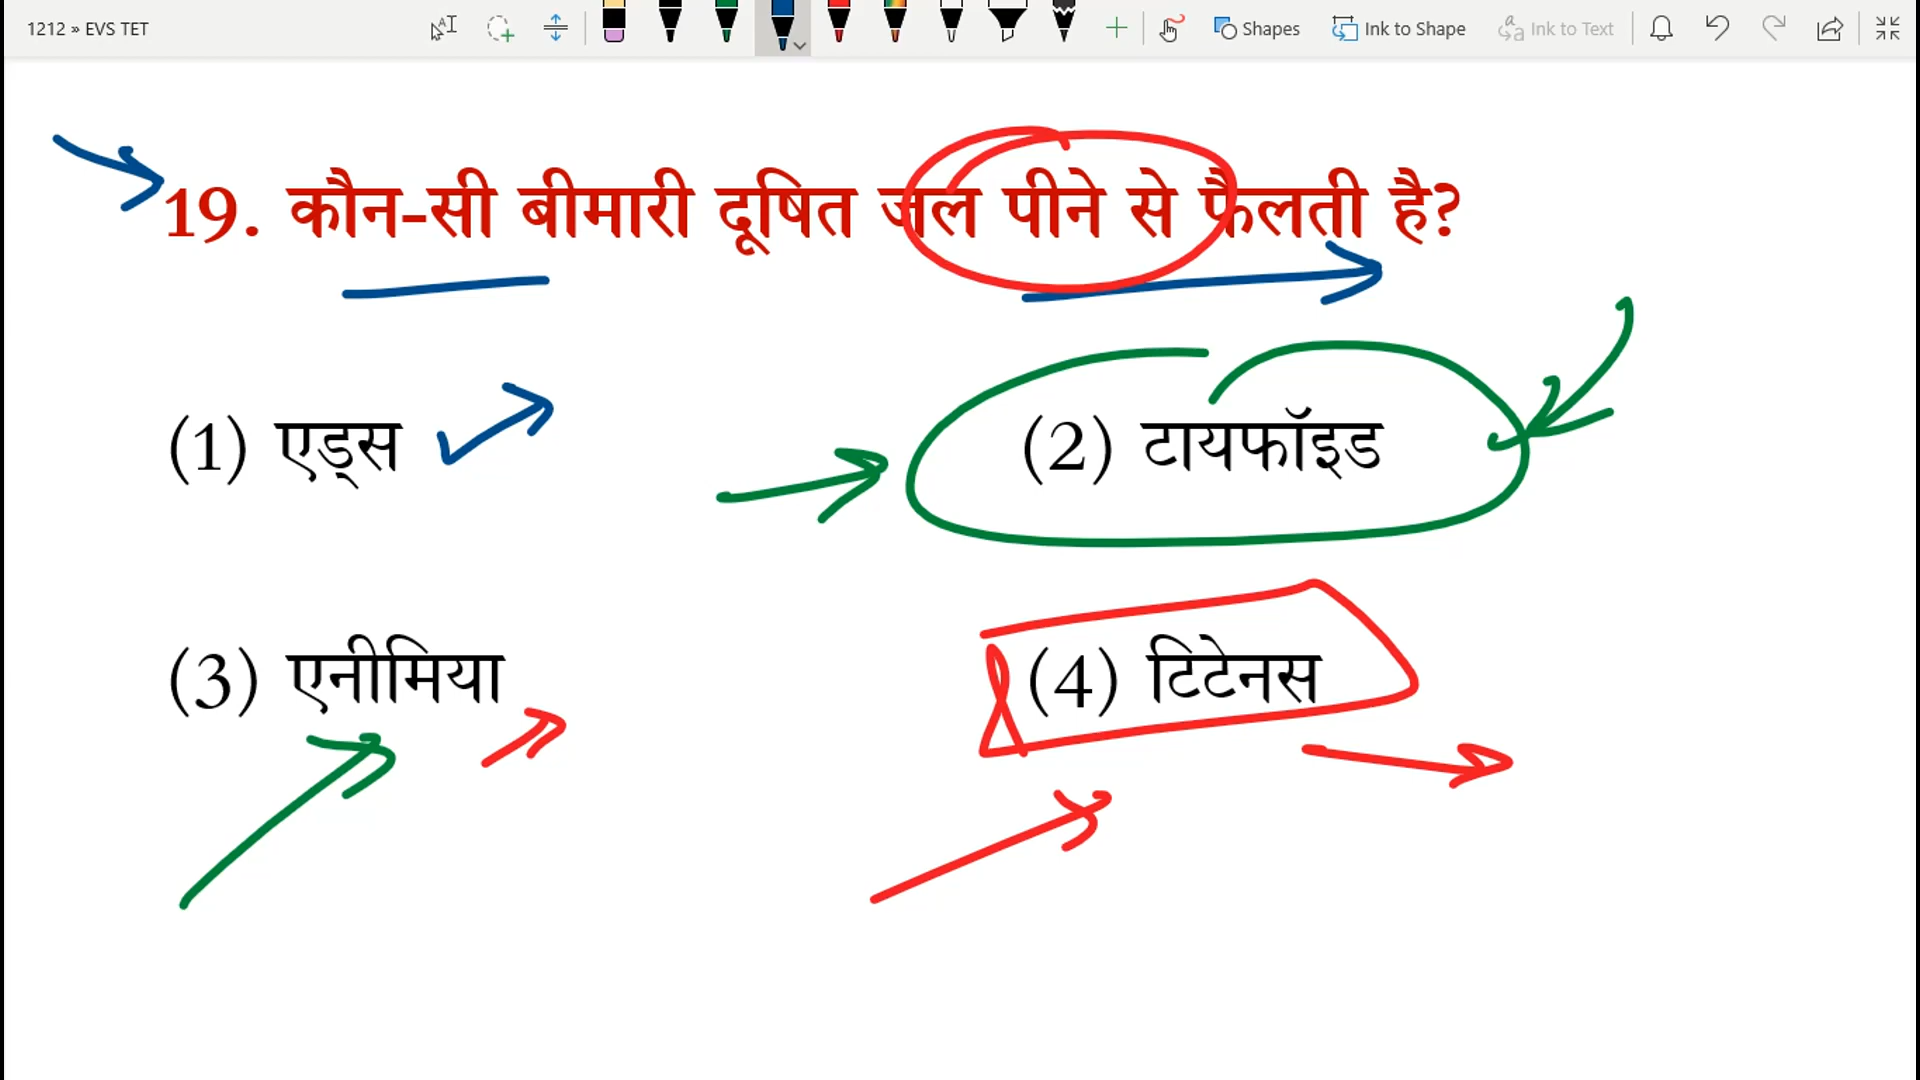 1212 » EVS TET
Shapes
Ink to Shape
Ink to Text
19. कौन-सी बीमारी दूषित जल पीने से फैलती है?
(1) एड्स
(2) टायफॉइड
(3) एनीमिया
(4) टिटेनस